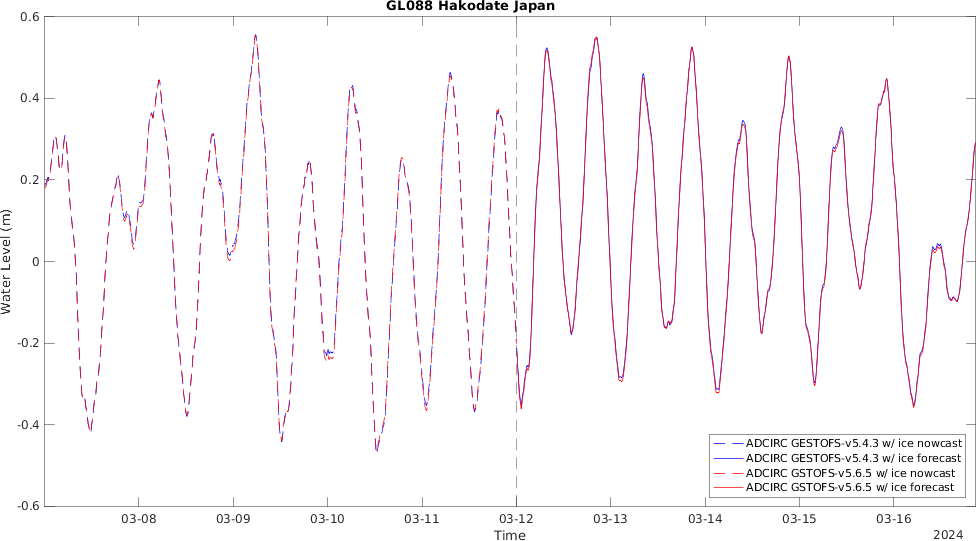 GL088 Hakodate Japan
Water Level (m)
0.6
0.4
0.2
0
-0.2
-0.4
-0.6
ADCIRC GESTOFS-v5.4.3 w/ ice nowcast
ADCIRC GESTOFS-v5.4.3 w/ ice forecast
ADCIRC GSTOFS-v5.6.5 w/ ice nowcast
ADCIRC GSTOFS-v5.6.5 w/ ice forecast
03-08 03-09 03-10 03-11 03-12 03-13 03-14 03-15 03-16
Time
2024